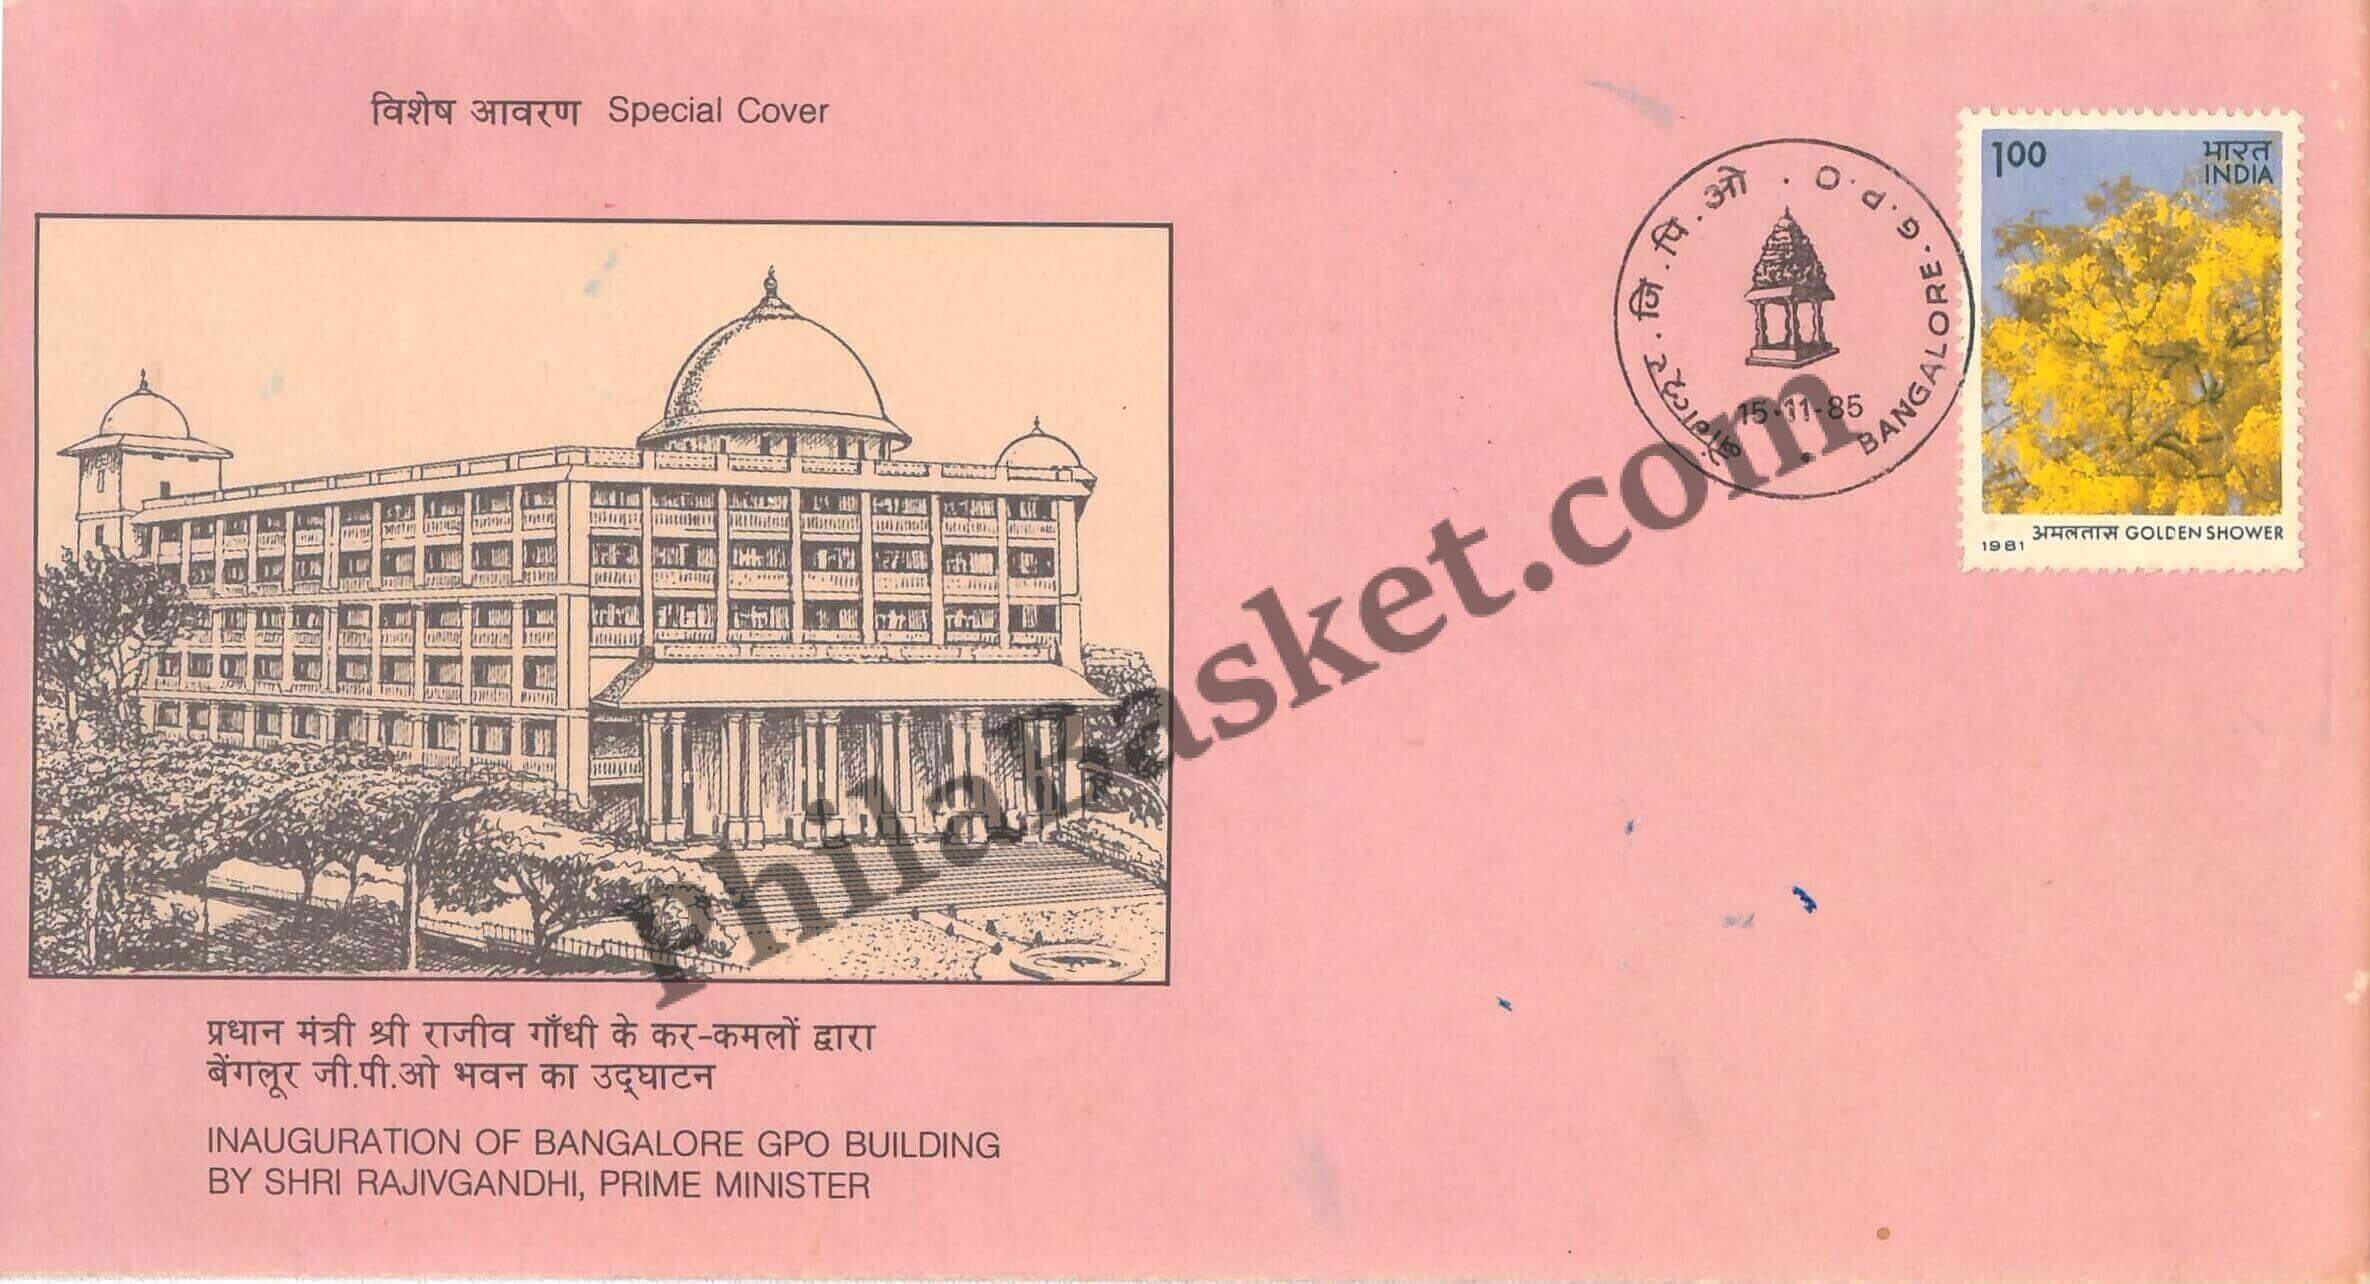 विशेष आवरण Special Cover
बेंगलूर . जि . पि . ओ . BANGALORE . G . P . O
15.11.85
1.00 भारत
INDIA
1981 अमलतास GOLDEN SHOWER
PhilaBasket.com
प्रधान मंत्री श्री राजीव गाँधी के कर-कमलों द्वारा
बेंगलूर जी.पी.ओ भवन का उद्घाटन
INAUGURATION OF BANGALORE GPO BUILDING
BY SHRI RAJIVGANDHI, PRIME MINISTER